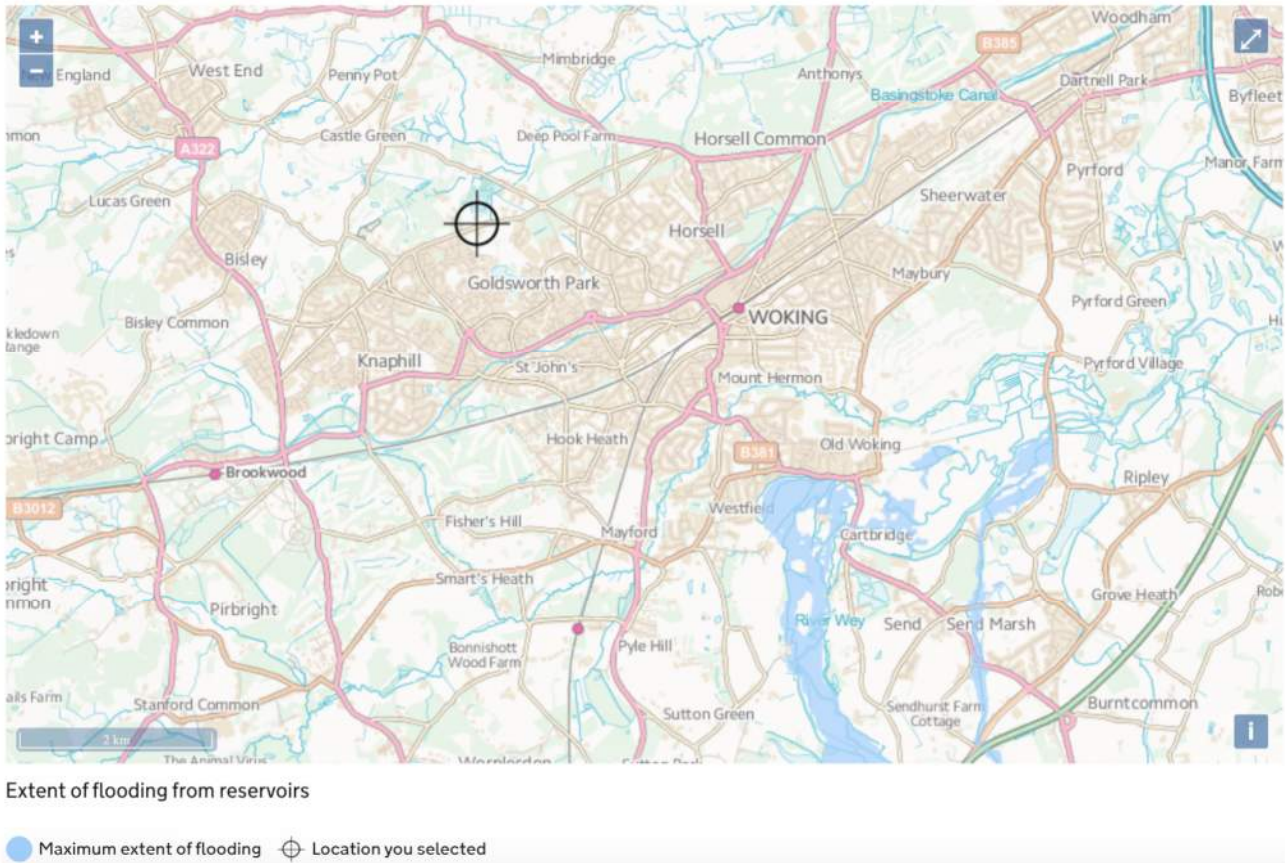 Woodham
+
B385
Mimbridge
New England
West End
Penny Pot
Anthonys
Dartnell Park
Basingstoke Canal
Byfleet
Castle Green
Deep Pool Farm
Horsell Common
A322
Manor Farm
Pyrford
Lucas Green
Sheerwater
Horsell
Bisley
Maybury
Goldsworth Park
Pyrford Green
WOKING
Bisley Common
Knaphill
St John's
Pyrford Village
Mount Hermon
Hook Heath
Old Woking
B381
Brookwood
Ripley
B3012
Westfield
Fisher's Hill
Mayford
Cartbridge
Smart's Heath
Grove Heath
Pirbright
River Wey
Send
Send Marsh
Bonnishott
Wood Farm
Pyle Hill
Stanford Common
Sutton Green
Sendhurst Farm
Cottage
Burntcommon
i
2 km
Extent of flooding from reservoirs
Maximum extent of flooding
Location you selected